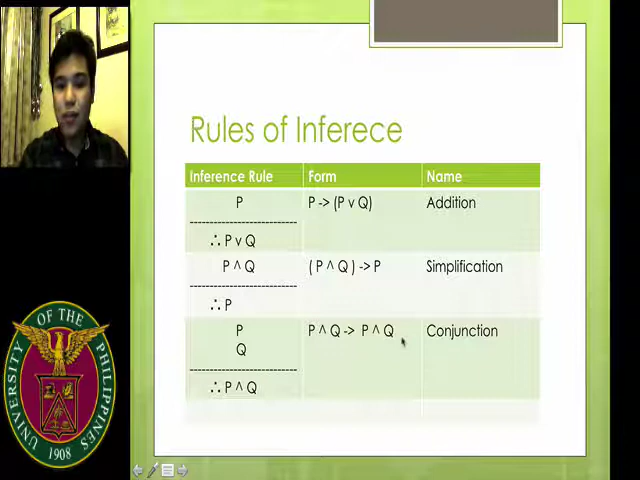 Rules of Inferece
Inference Rule Form Name
P P -> (P v Q) Addition
-------------------------
∴ P v Q
P ^ Q ( P ^ Q ) -> P Simplification
-------------------------
∴ P
P P ^ Q -> P ^ Q Conjunction
Q
-------------------------
∴ P ^ Q
UNIVERSITY OF THE PHILIPPINES
1908